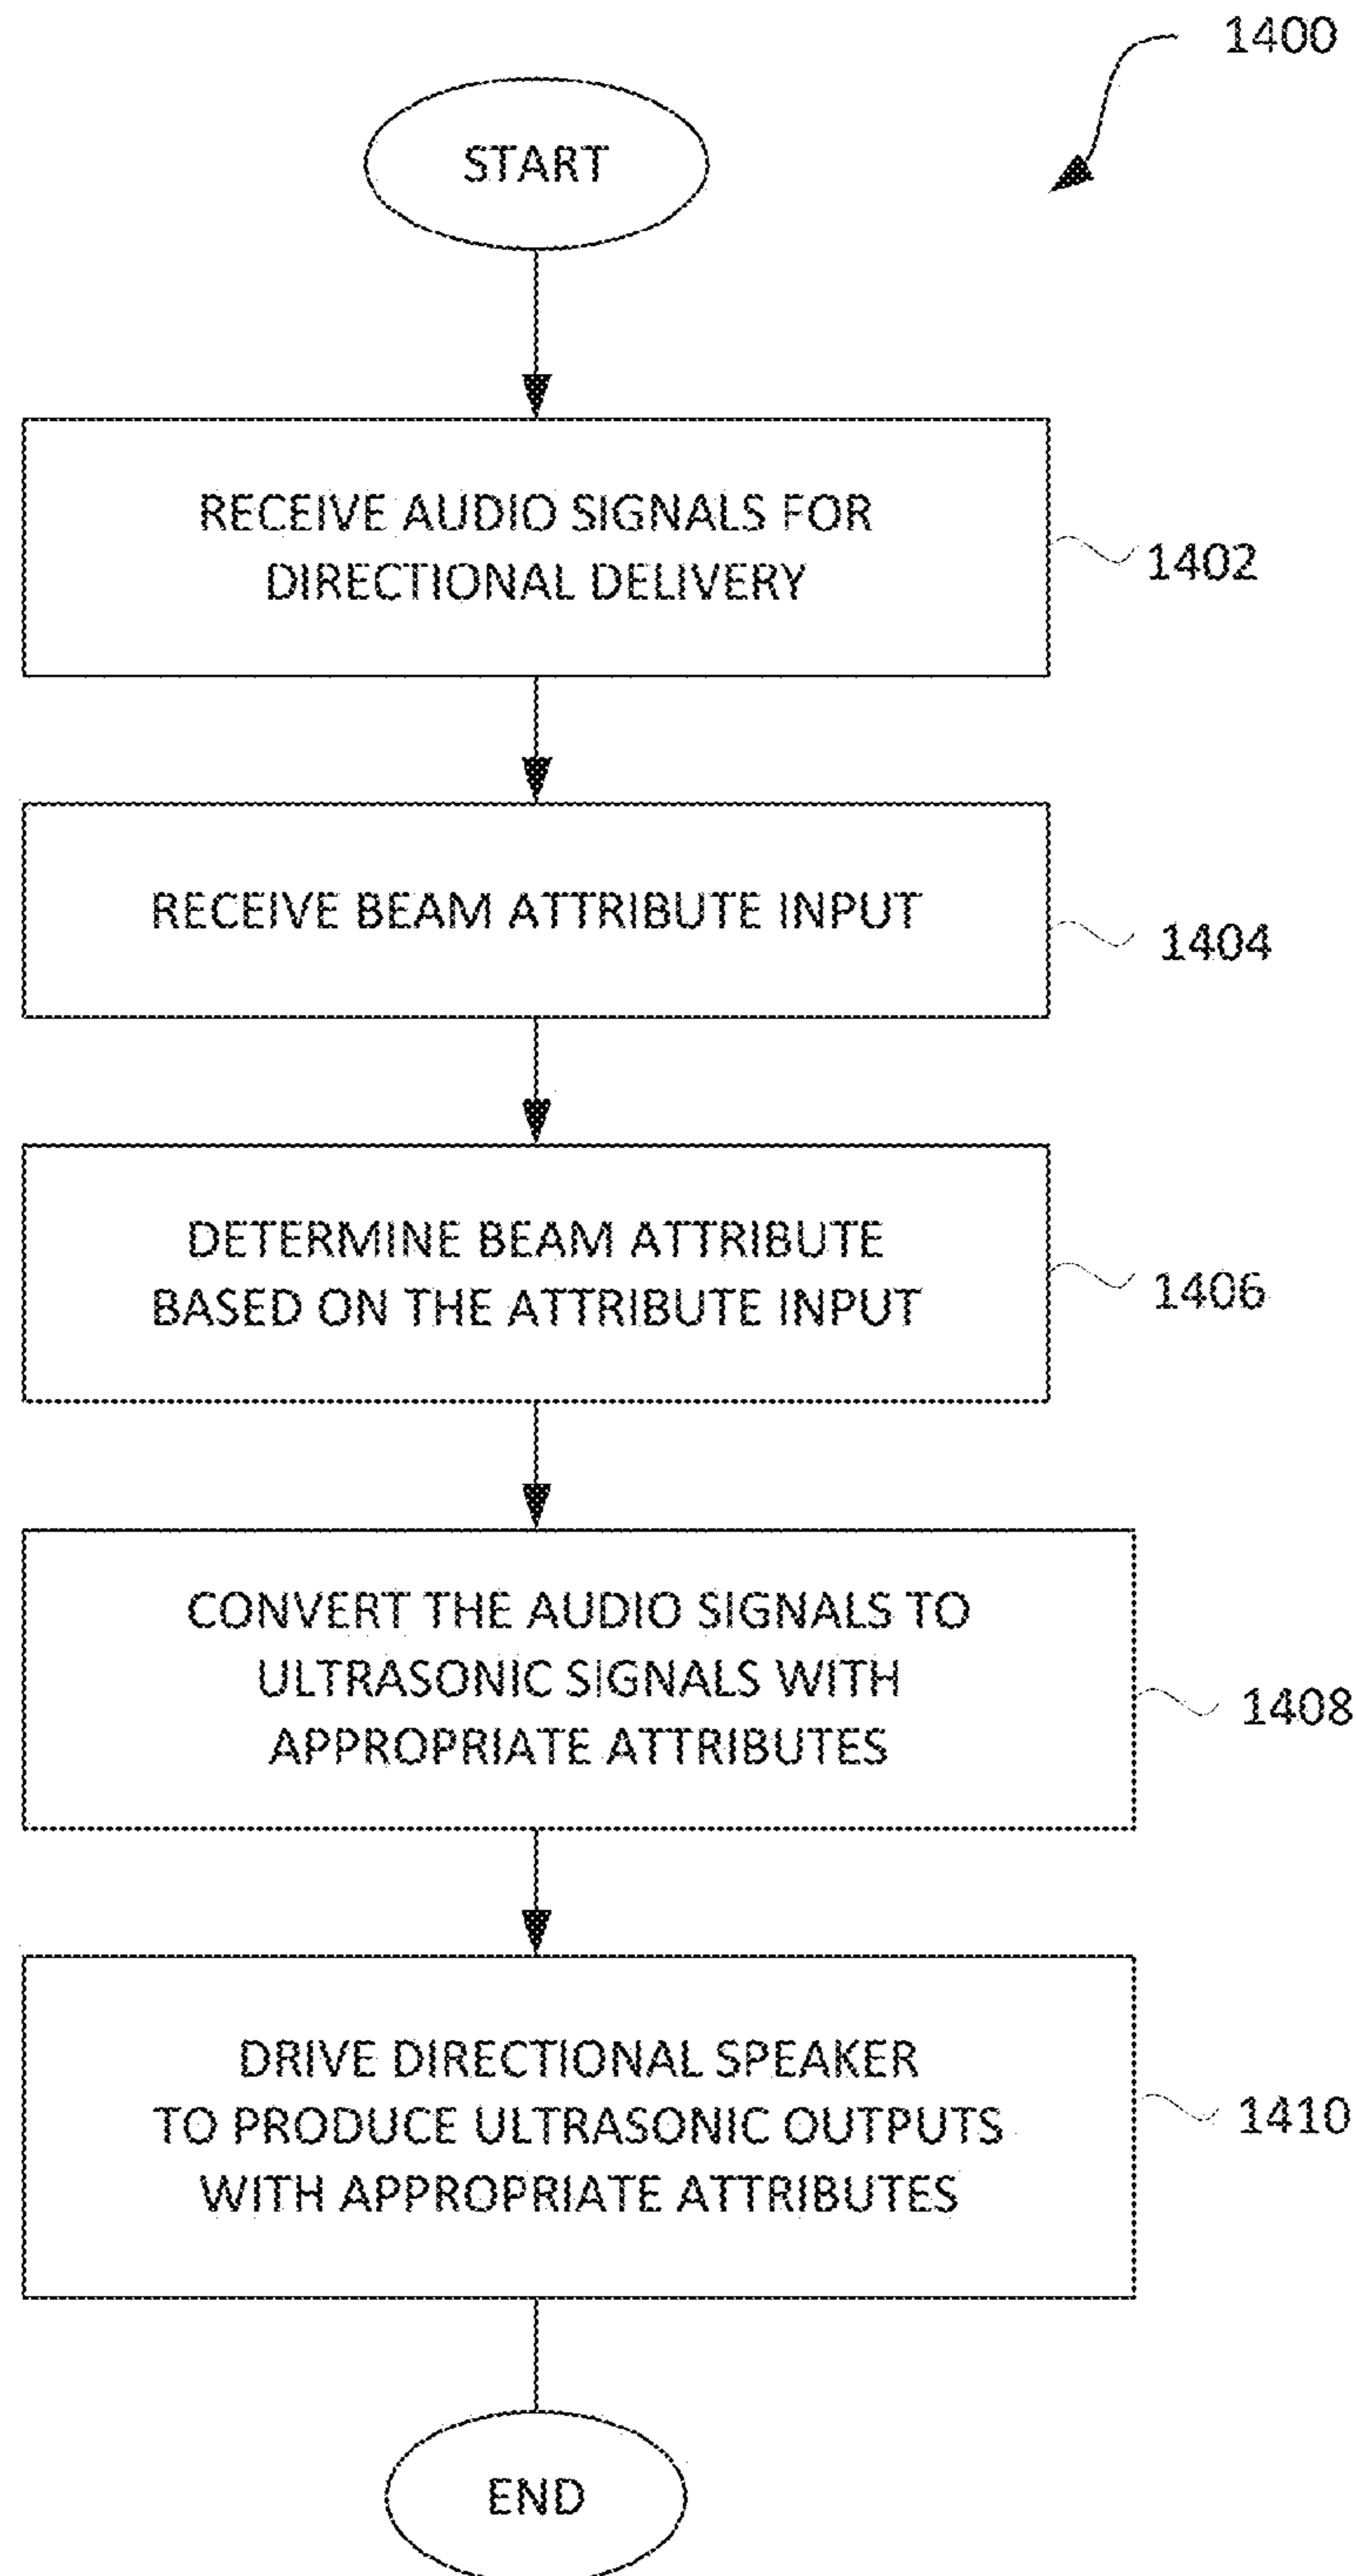 1400
START
RECEIVE AUDIO SIGNALS FOR
DIRECTIONAL DELIVERY
1402
RECEIVE BEAM ATTRIBUTE INPUT
1404
DETERMINE BEAM ATTRIBUTE
BASED ON THE ATTRIBUTE INPUT
1406
CONVERT THE AUDIO SIGNALS TO
ULTRASONIC SIGNALS WITH
APPROPRIATE ATTRIBUTES
1408
DRIVE DIRECTIONAL SPEAKER
TO PRODUCE ULTRASONIC OUTPUTS
WITH APPROPRIATE ATTRIBUTES
1410
END